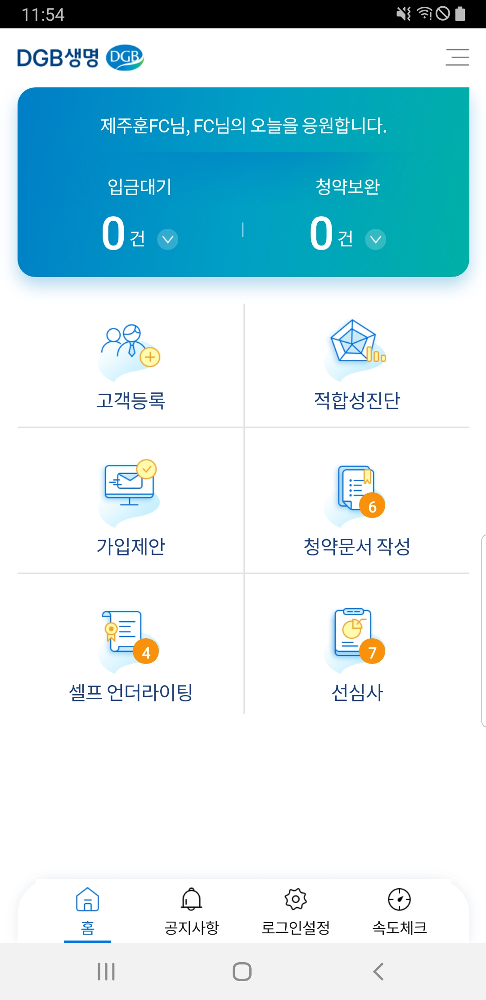 11:54
DGB생명 DGB
제주훈FC님, FC님의 오늘을 응원합니다.
입금대기
청약보완
0 건
0 건
고객등록
적합성진단
가입제안
6
청약문서 작성
4
셀프 언더라이팅
7
선심사
홈
공지사항
로그인설정
속도체크